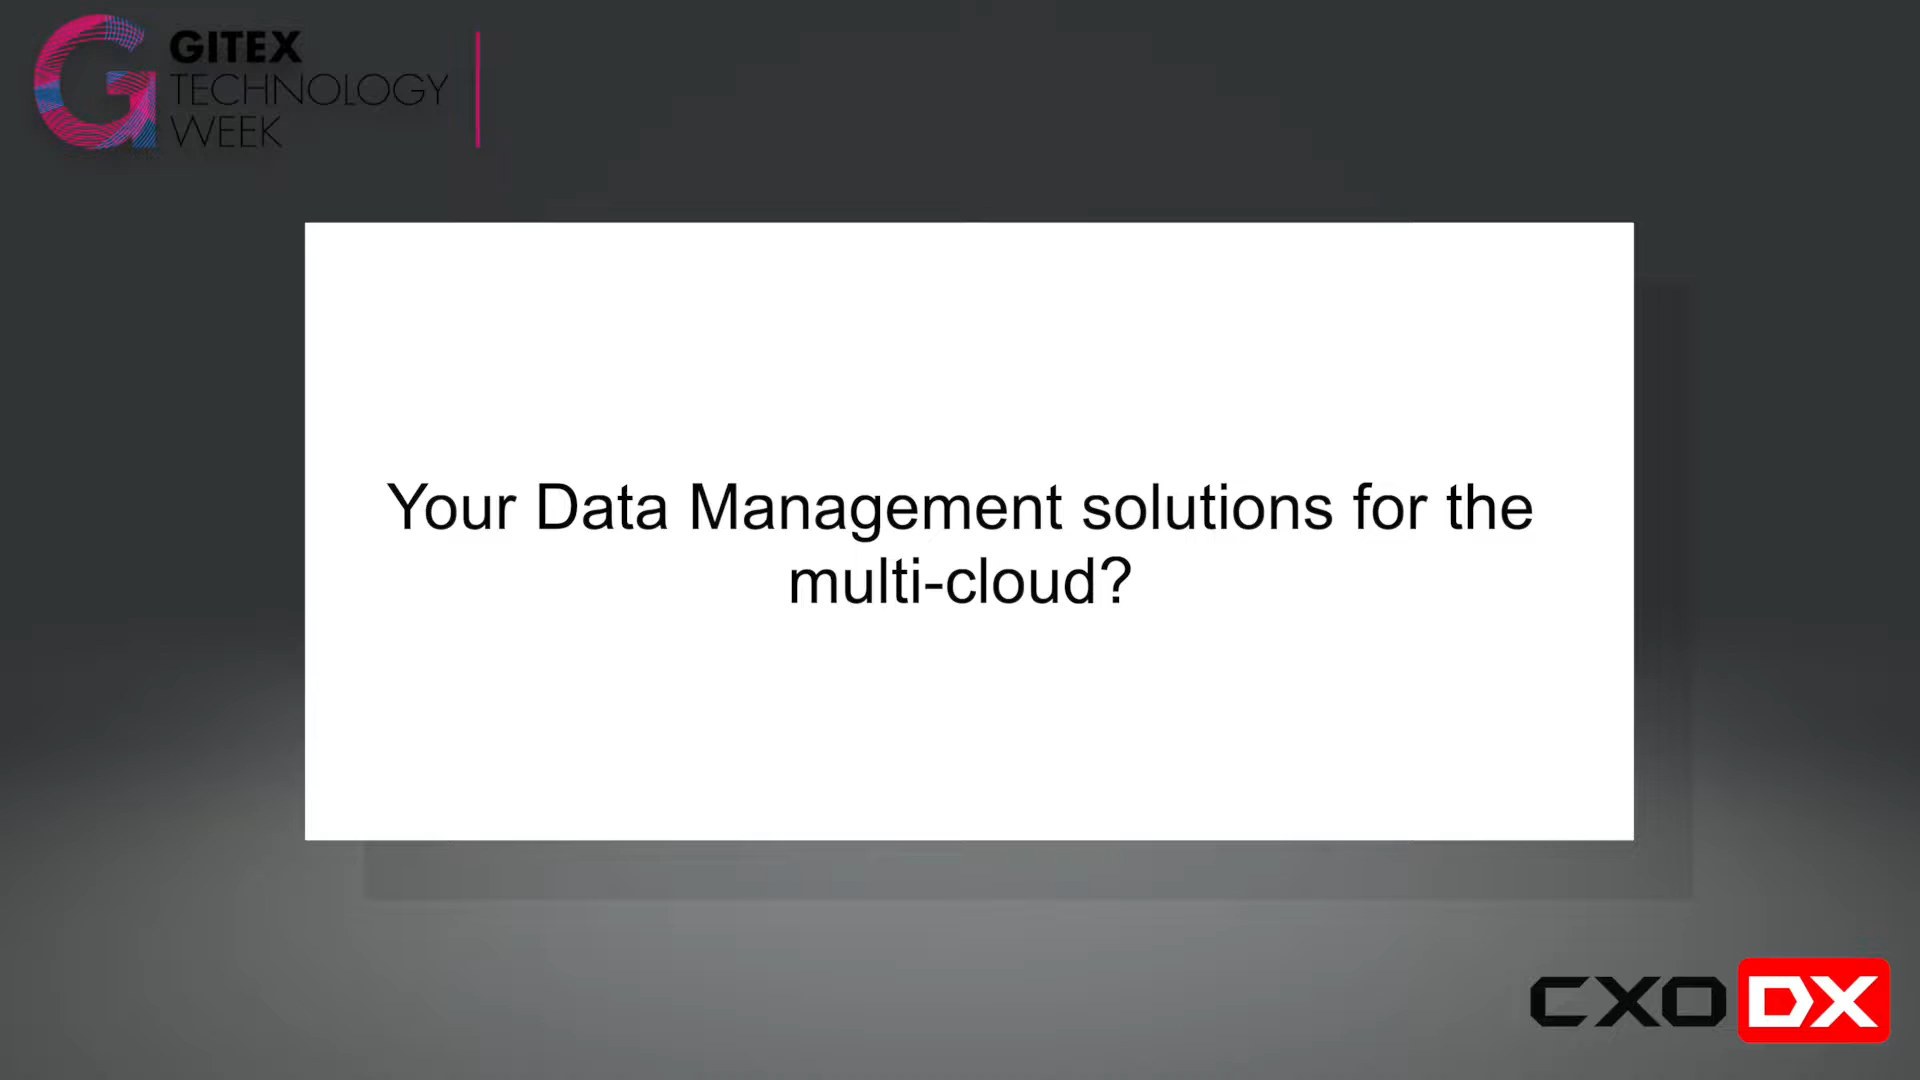 GITEX
TECHNOLOGY
WEEK
Your Data Management solutions for the
multi-cloud?
CXO DX